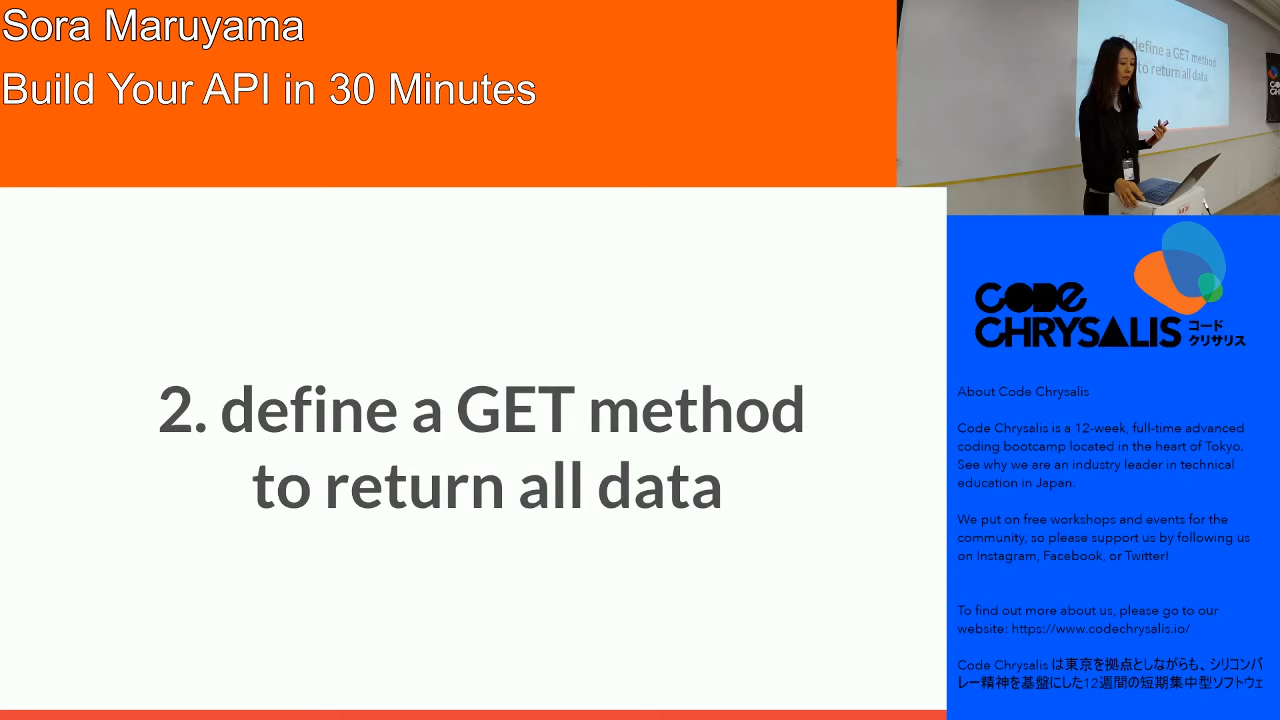 Sora Maruyama
Build Your API in 30 Minutes
2. define a GET method
to return all data
define a GET method
to return all data
CODE
CHRYSALIS
コード
クリサリス
About Code Chrysalis
Code Chrysalis is a 12-week, full-time advanced
coding bootcamp located in the heart of Tokyo.
See why we are an industry leader in technical
education in Japan.
We put on free workshops and events for the
community, so please support us by following us
on Instagram, Facebook, or Twitter!
To find out more about us, please go to our
website: https://www.codechrysalis.io/
Code Chrysalis は東京を拠点としながらも、シリコンバ
レー精神を基盤にした12週間の短期集中型ソフトウェ